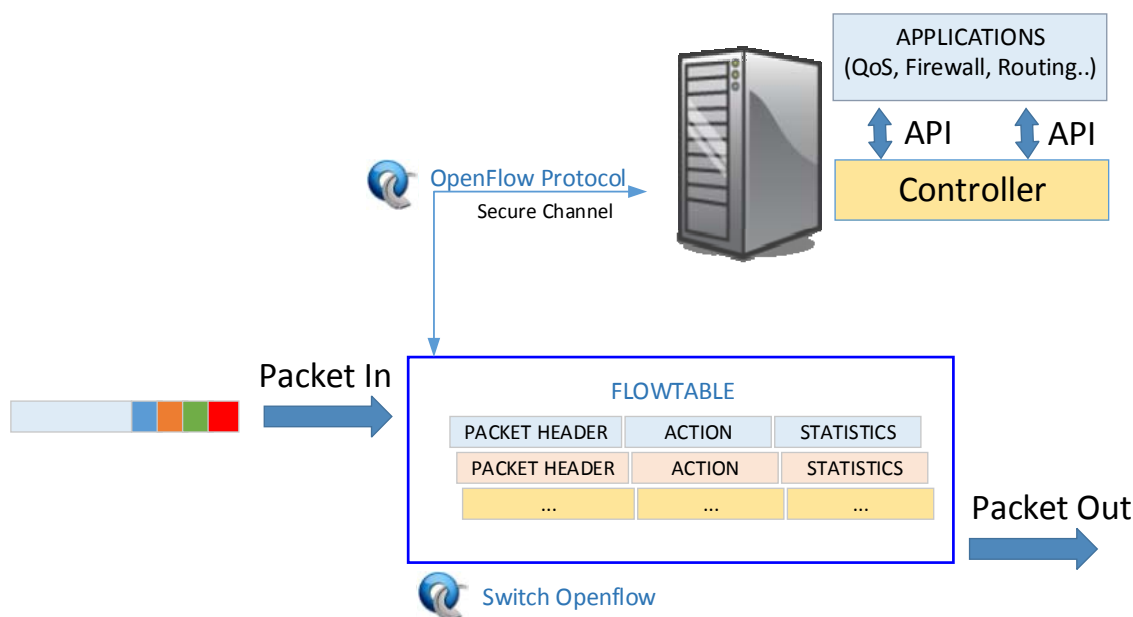 APPLICATIONS
(QoS, Firewall, Routing..)
API
API
Controller
OpenFlow Protocol
Secure Channel
Packet In
FLOWTABLE
PACKET HEADER ACTION STATISTICS
PACKET HEADER ACTION STATISTICS
... ... ...
Packet Out
Switch Openflow